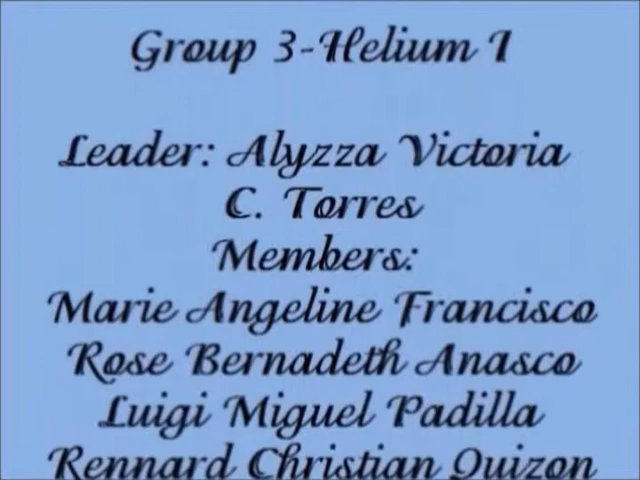 Group 3-Helium I
Leader: Alyzza Victoria
C. Torres
Members:
Marie Angeline Francisco
Rose Bernadeth Anasco
Luigi Miguel Padilla
Rennard Christian Quizon